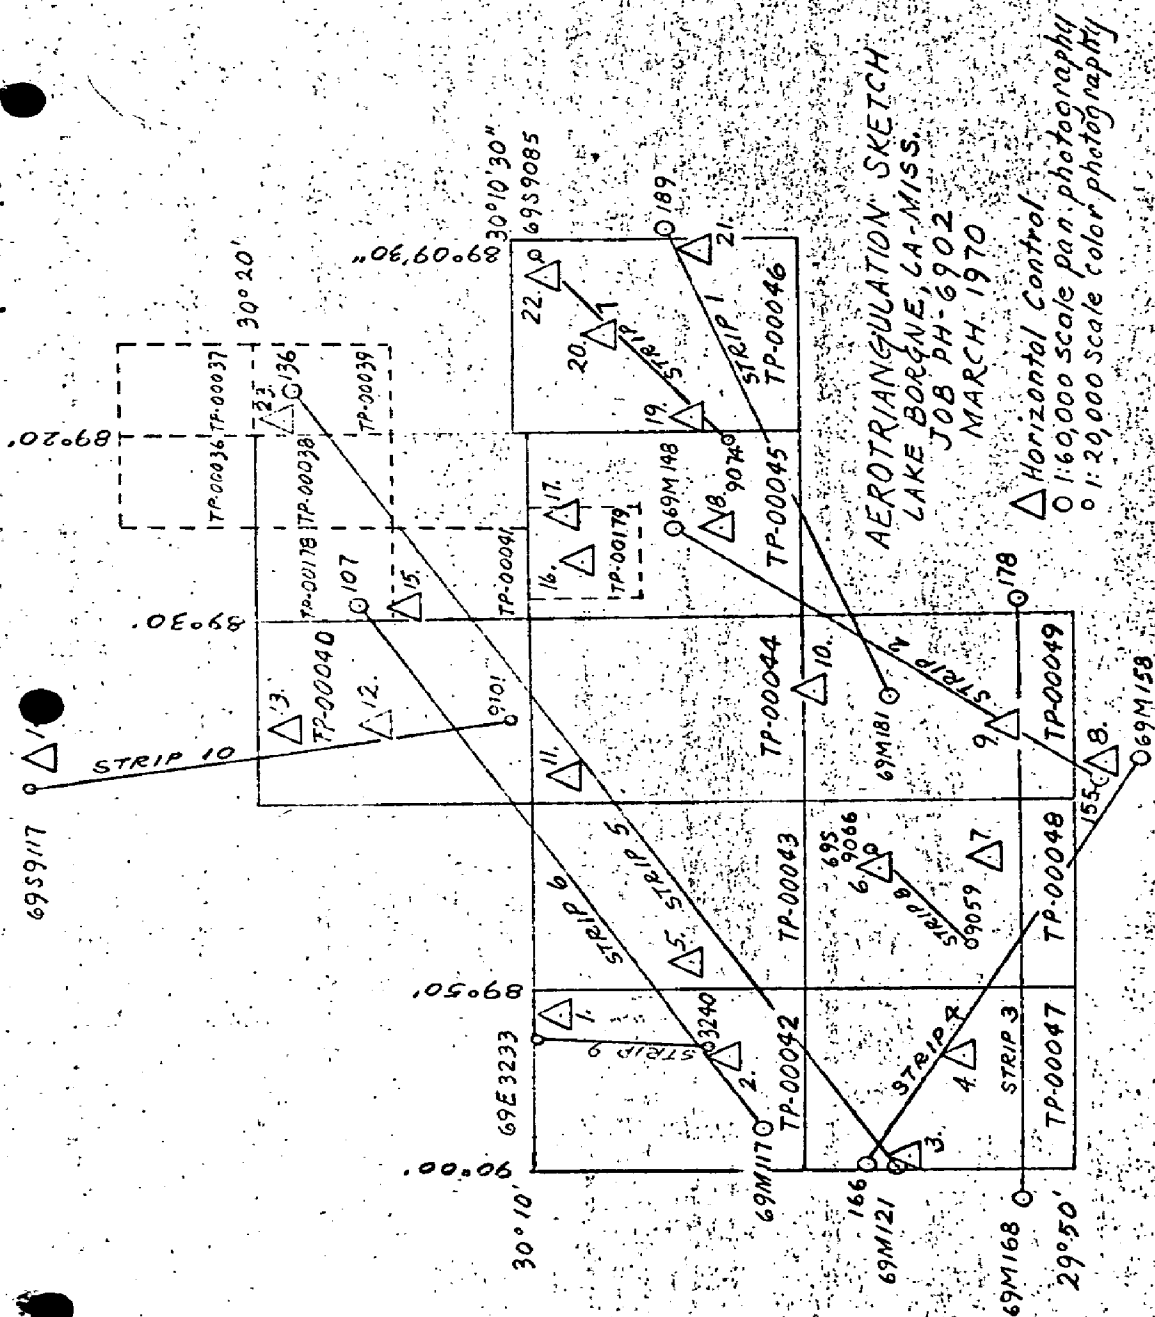 AEROTRIANGULATION SKETCH
LAKE BORGNE, LA-MISS.
JOB PH-6902
MARCH 1970
△ Horizontal Control
○ 1:60,000 scale pan photography
○ 1:20,000 scale color photography
69S9117
STRIP 10
13.
TP-00040
12.
9101
89°30'
TP-00178
107
15.
TP-00041
TP-00036
TP-00037
TP-00038
TP-00039
23.
136
89°20'
30°20'
89°09'30"
30°10'30"
69S9085
22.
20.
STRIP 1
19.
189
21.
STRIP 1
TP-00046
9074
69M148
18.
17.
16.
TP-00179
TP-00045
11.
TP-00044
10.
69M181
STRIP
9.
178
TP-00049
155
8.
69M158
STRIP 6
STRIP 5
5.
89°50'
TP-00043
69S
9066
6.
STRIP 8
9059
7.
TP-00048
69E3233
1.
STRIP 9
3240
2.
69M117
TP-00042
90°00'
30°10'
166
69M121
3.
4.
STRIP 3
TP-00047
69M168
29°50'